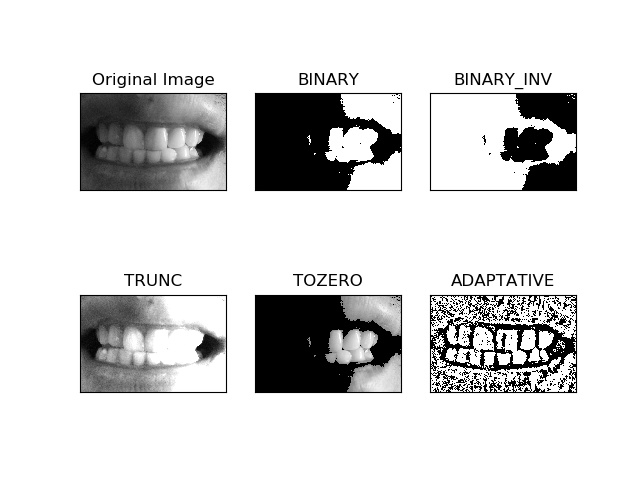 Original Image
BINARY
BINARY_INV
TRUNC
TOZERO
ADAPTATIVE